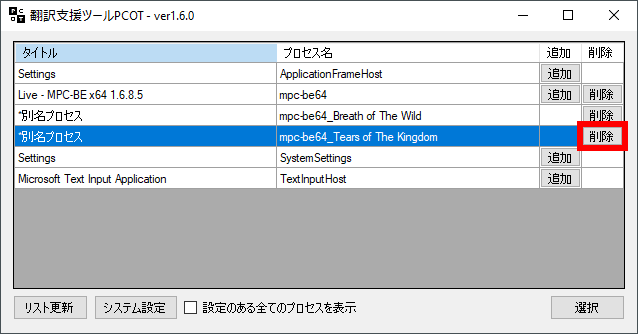 翻訳支援ツールPCOT - ver1.6.0
タイトル プロセス名 追加 削除
Settings ApplicationFrameHost 追加
Live - MPC-BE x64 1.6.8.5 mpc-be64 追加 削除
*別名プロセス mpc-be64_Breath of The Wild 削除
*別名プロセス mpc-be64_Tears of The Kingdom 削除
Settings SystemSettings 追加
Microsoft Text Input Application TextInputHost 追加
リスト更新 システム設定 設定のある全てのプロセスを表示 選択